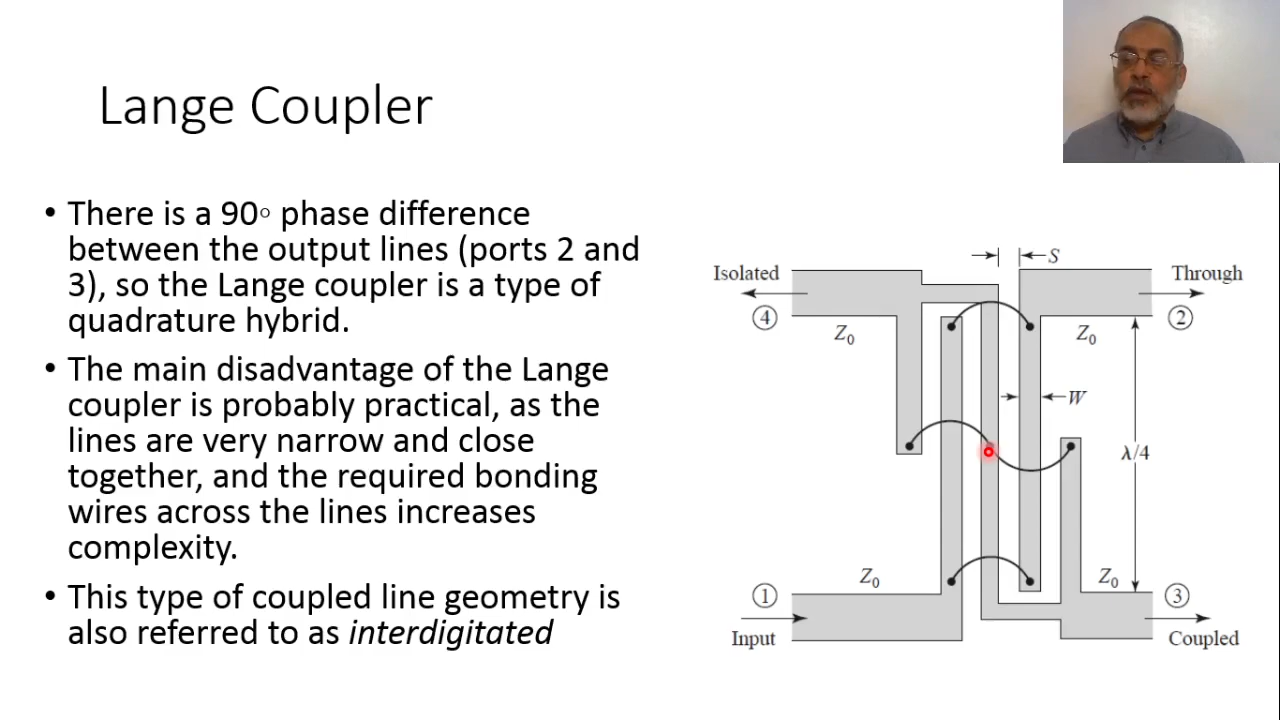 Lange Coupler
• There is a 90° phase difference
between the output lines (ports 2 and
3), so the Lange coupler is a type of
quadrature hybrid.
• The main disadvantage of the Lange
coupler is probably practical, as the
lines are very narrow and close
together, and the required bonding
wires across the lines increases
complexity.
• This type of coupled line geometry is
also referred to as interdigitated
S
Isolated
Through
④
Z₀
Z₀
②
W
λ/4
①
Z₀
Z₀
③
Input
Coupled